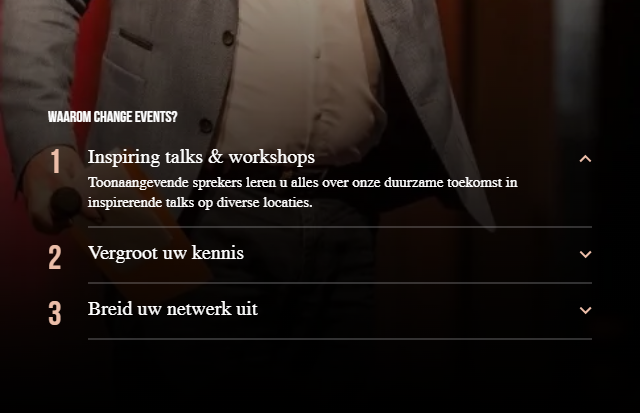 WAAROM CHANGE EVENTS?
1 Inspiring talks & workshops
Toonaangevende sprekers leren u alles over onze duurzame toekomst in
inspirerende talks op diverse locaties.
2 Vergroot uw kennis
3 Breid uw netwerk uit